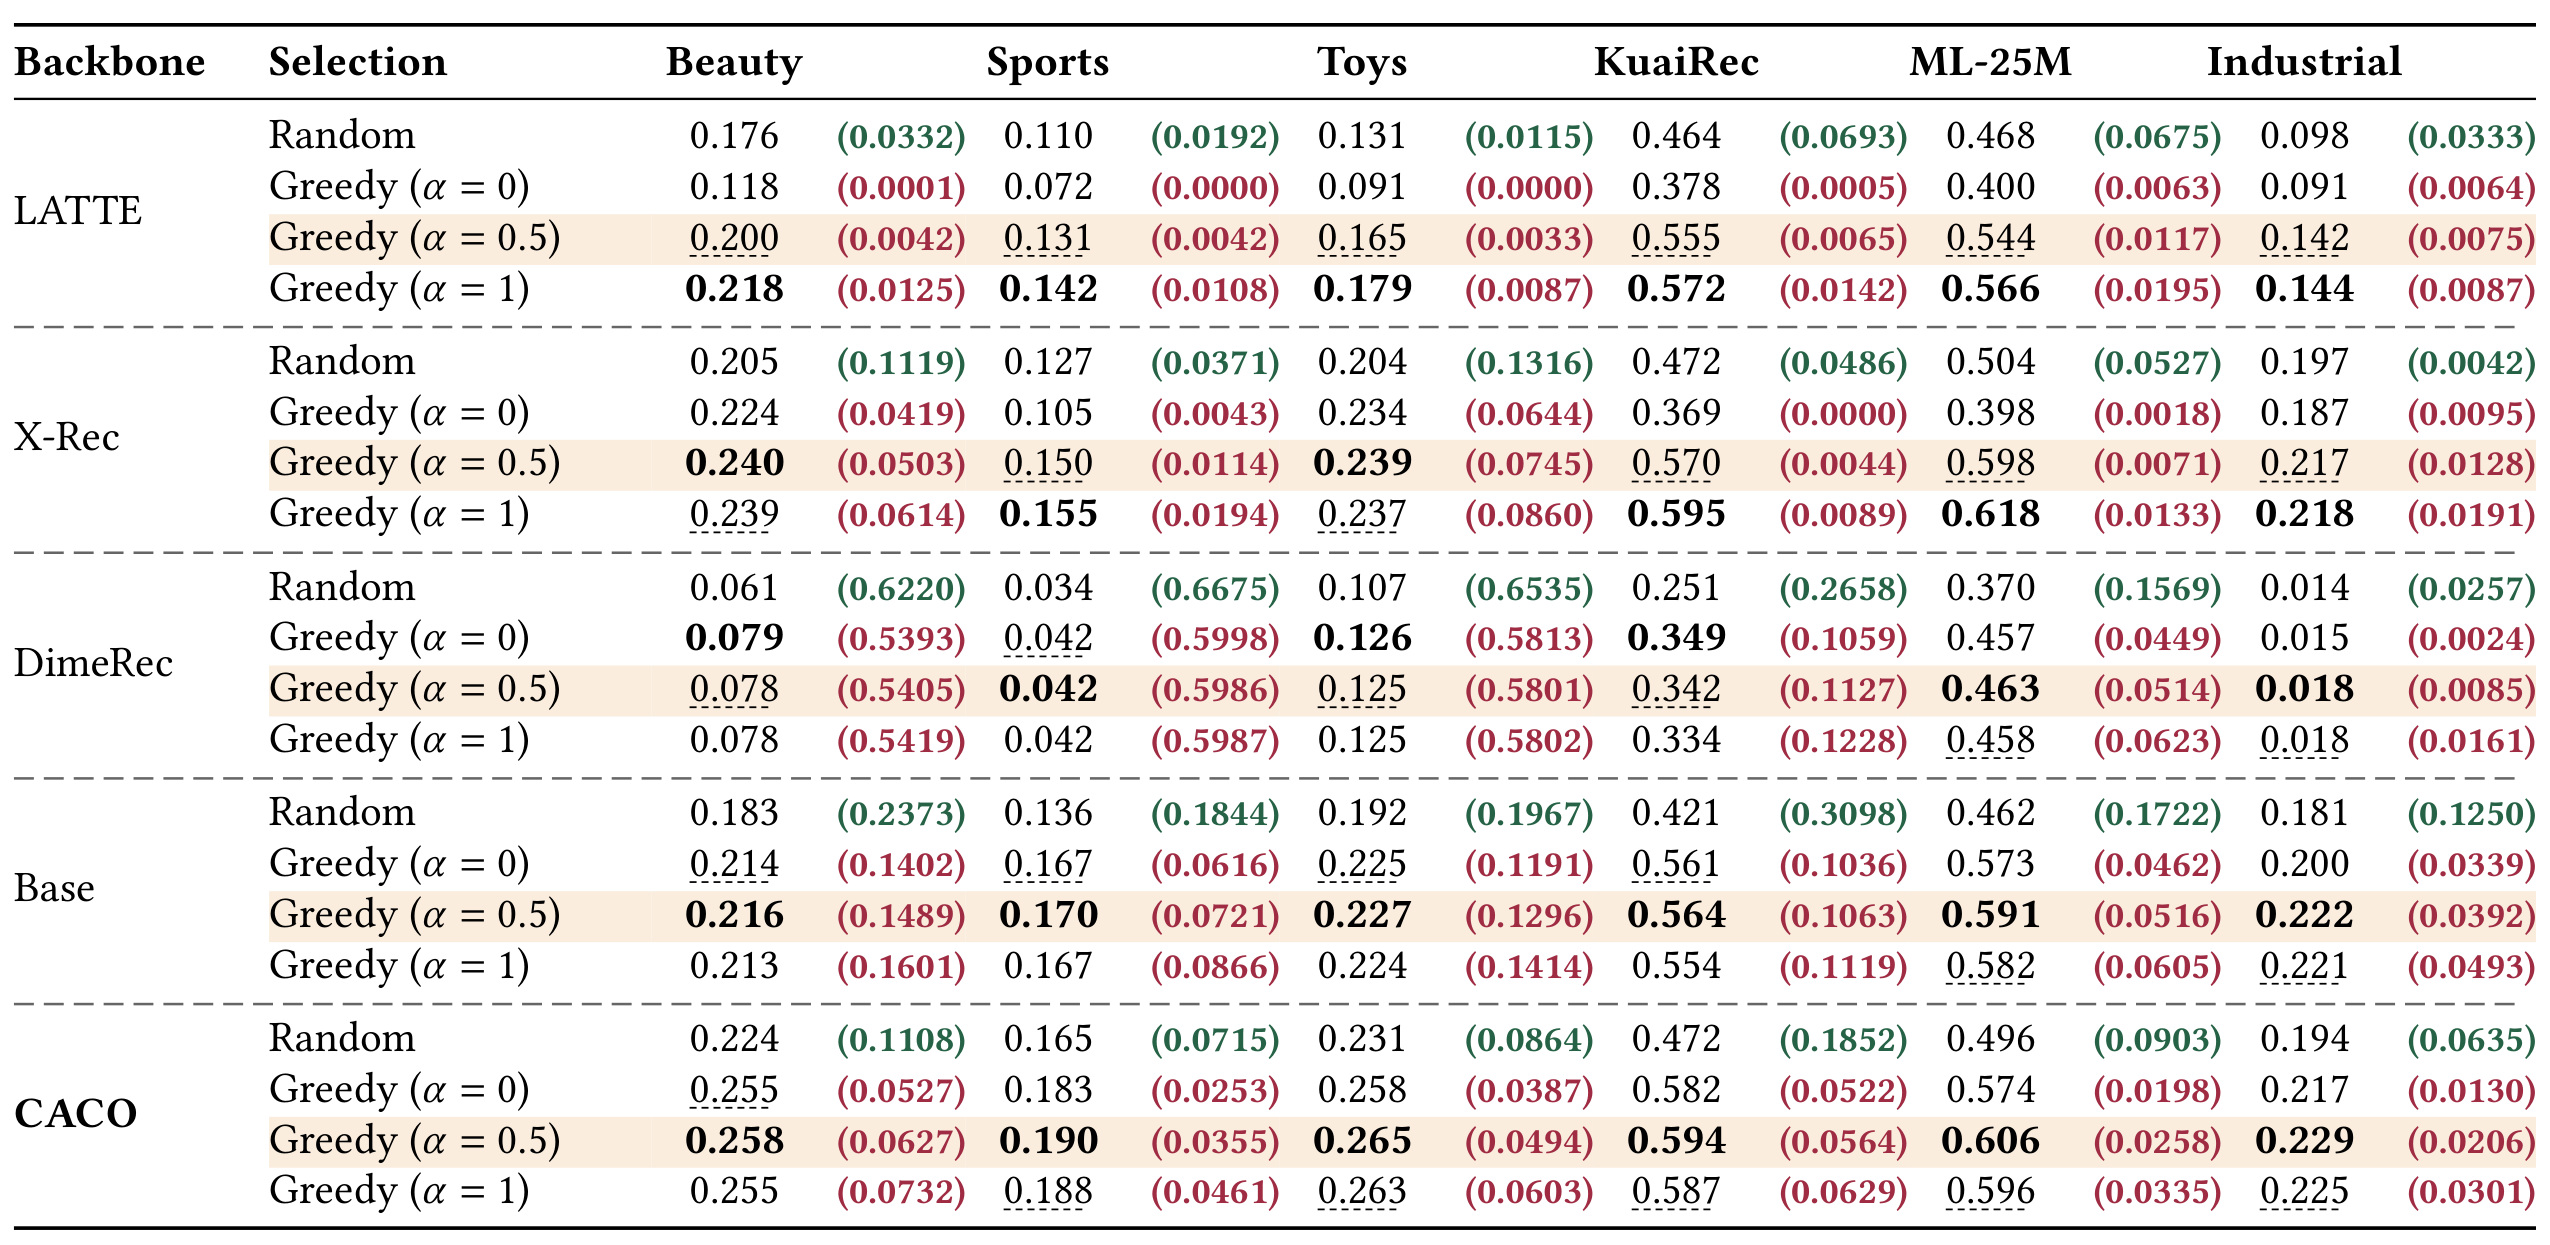 Backbone Selection Beauty Sports Toys KuaiRec ML-25M Industrial
Random 0.176 (0.0332) 0.110 (0.0192) 0.131 (0.0115) 0.464 (0.0693) 0.468 (0.0675) 0.098 (0.0333)
Greedy (α = 0) 0.118 (0.0001) 0.072 (0.0000) 0.091 (0.0000) 0.378 (0.0005) 0.400 (0.0063) 0.091 (0.0064)
LATTE
Greedy (α = 0.5) 0.200 (0.0042) 0.131 (0.0042) 0.165 (0.0033) 0.555 (0.0065) 0.544 (0.0117) 0.142 (0.0075)
Greedy (α = 1) 0.218 (0.0125) 0.142 (0.0108) 0.179 (0.0087) 0.572 (0.0142) 0.566 (0.0195) 0.144 (0.0087)
Random 0.205 (0.1119) 0.127 (0.0371) 0.204 (0.1316) 0.472 (0.0486) 0.504 (0.0527) 0.197 (0.0042)
Greedy (α = 0) 0.224 (0.0419) 0.105 (0.0043) 0.234 (0.0644) 0.369 (0.0000) 0.398 (0.0018) 0.187 (0.0095)
X-Rec
Greedy (α = 0.5) 0.240 (0.0503) 0.150 (0.0114) 0.239 (0.0745) 0.570 (0.0044) 0.598 (0.0071) 0.217 (0.0128)
Greedy (α = 1) 0.239 (0.0614) 0.155 (0.0194) 0.237 (0.0860) 0.595 (0.0089) 0.618 (0.0133) 0.218 (0.0191)
Random 0.061 (0.6220) 0.034 (0.6675) 0.107 (0.6535) 0.251 (0.2658) 0.370 (0.1569) 0.014 (0.0257)
Greedy (α = 0) 0.079 (0.5393) 0.042 (0.5998) 0.126 (0.5813) 0.349 (0.1059) 0.457 (0.0449) 0.015 (0.0024)
DimeRec
Greedy (α = 0.5) 0.078 (0.5405) 0.042 (0.5986) 0.125 (0.5801) 0.342 (0.1127) 0.463 (0.0514) 0.018 (0.0085)
Greedy (α = 1) 0.078 (0.5419) 0.042 (0.5987) 0.125 (0.5802) 0.334 (0.1228) 0.458 (0.0623) 0.018 (0.0161)
Random 0.183 (0.2373) 0.136 (0.1844) 0.192 (0.1967) 0.421 (0.3098) 0.462 (0.1722) 0.181 (0.1250)
Greedy (α = 0) 0.214 (0.1402) 0.167 (0.0616) 0.225 (0.1191) 0.561 (0.1036) 0.573 (0.0462) 0.200 (0.0339)
Base
Greedy (α = 0.5) 0.216 (0.1489) 0.170 (0.0721) 0.227 (0.1296) 0.564 (0.1063) 0.591 (0.0516) 0.222 (0.0392)
Greedy (α = 1) 0.213 (0.1601) 0.167 (0.0866) 0.224 (0.1414) 0.554 (0.1119) 0.582 (0.0605) 0.221 (0.0493)
Random 0.224 (0.1108) 0.165 (0.0715) 0.231 (0.0864) 0.472 (0.1852) 0.496 (0.0903) 0.194 (0.0635)
Greedy (α = 0) 0.255 (0.0527) 0.183 (0.0253) 0.258 (0.0387) 0.582 (0.0522) 0.574 (0.0198) 0.217 (0.0130)
CACO
Greedy (α = 0.5) 0.258 (0.0627) 0.190 (0.0355) 0.265 (0.0494) 0.594 (0.0564) 0.606 (0.0258) 0.229 (0.0206)
Greedy (α = 1) 0.255 (0.0732) 0.188 (0.0461) 0.263 (0.0603) 0.587 (0.0629) 0.596 (0.0335) 0.225 (0.0301)